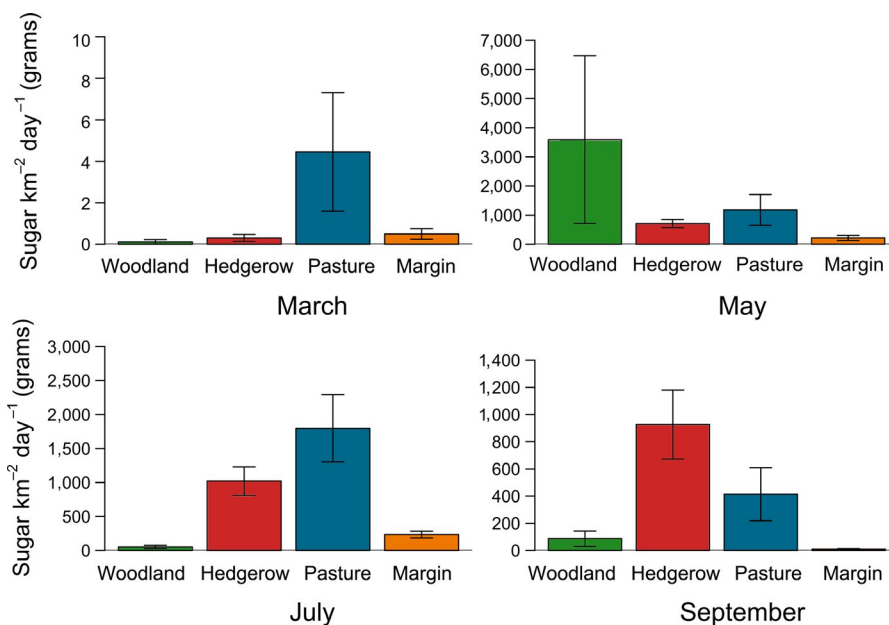 Sugar km⁻² day⁻¹ (grams)
10
8
6
4
2
0
Woodland Hedgerow Pasture Margin
March
7,000
6,000
5,000
4,000
3,000
2,000
1,000
0
Woodland Hedgerow Pasture Margin
May
Sugar km⁻² day⁻¹ (grams)
3,000
2,500
2,000
1,500
1,000
500
0
Woodland Hedgerow Pasture Margin
July
1,400
1,200
1,000
800
600
400
200
0
Woodland Hedgerow Pasture Margin
September